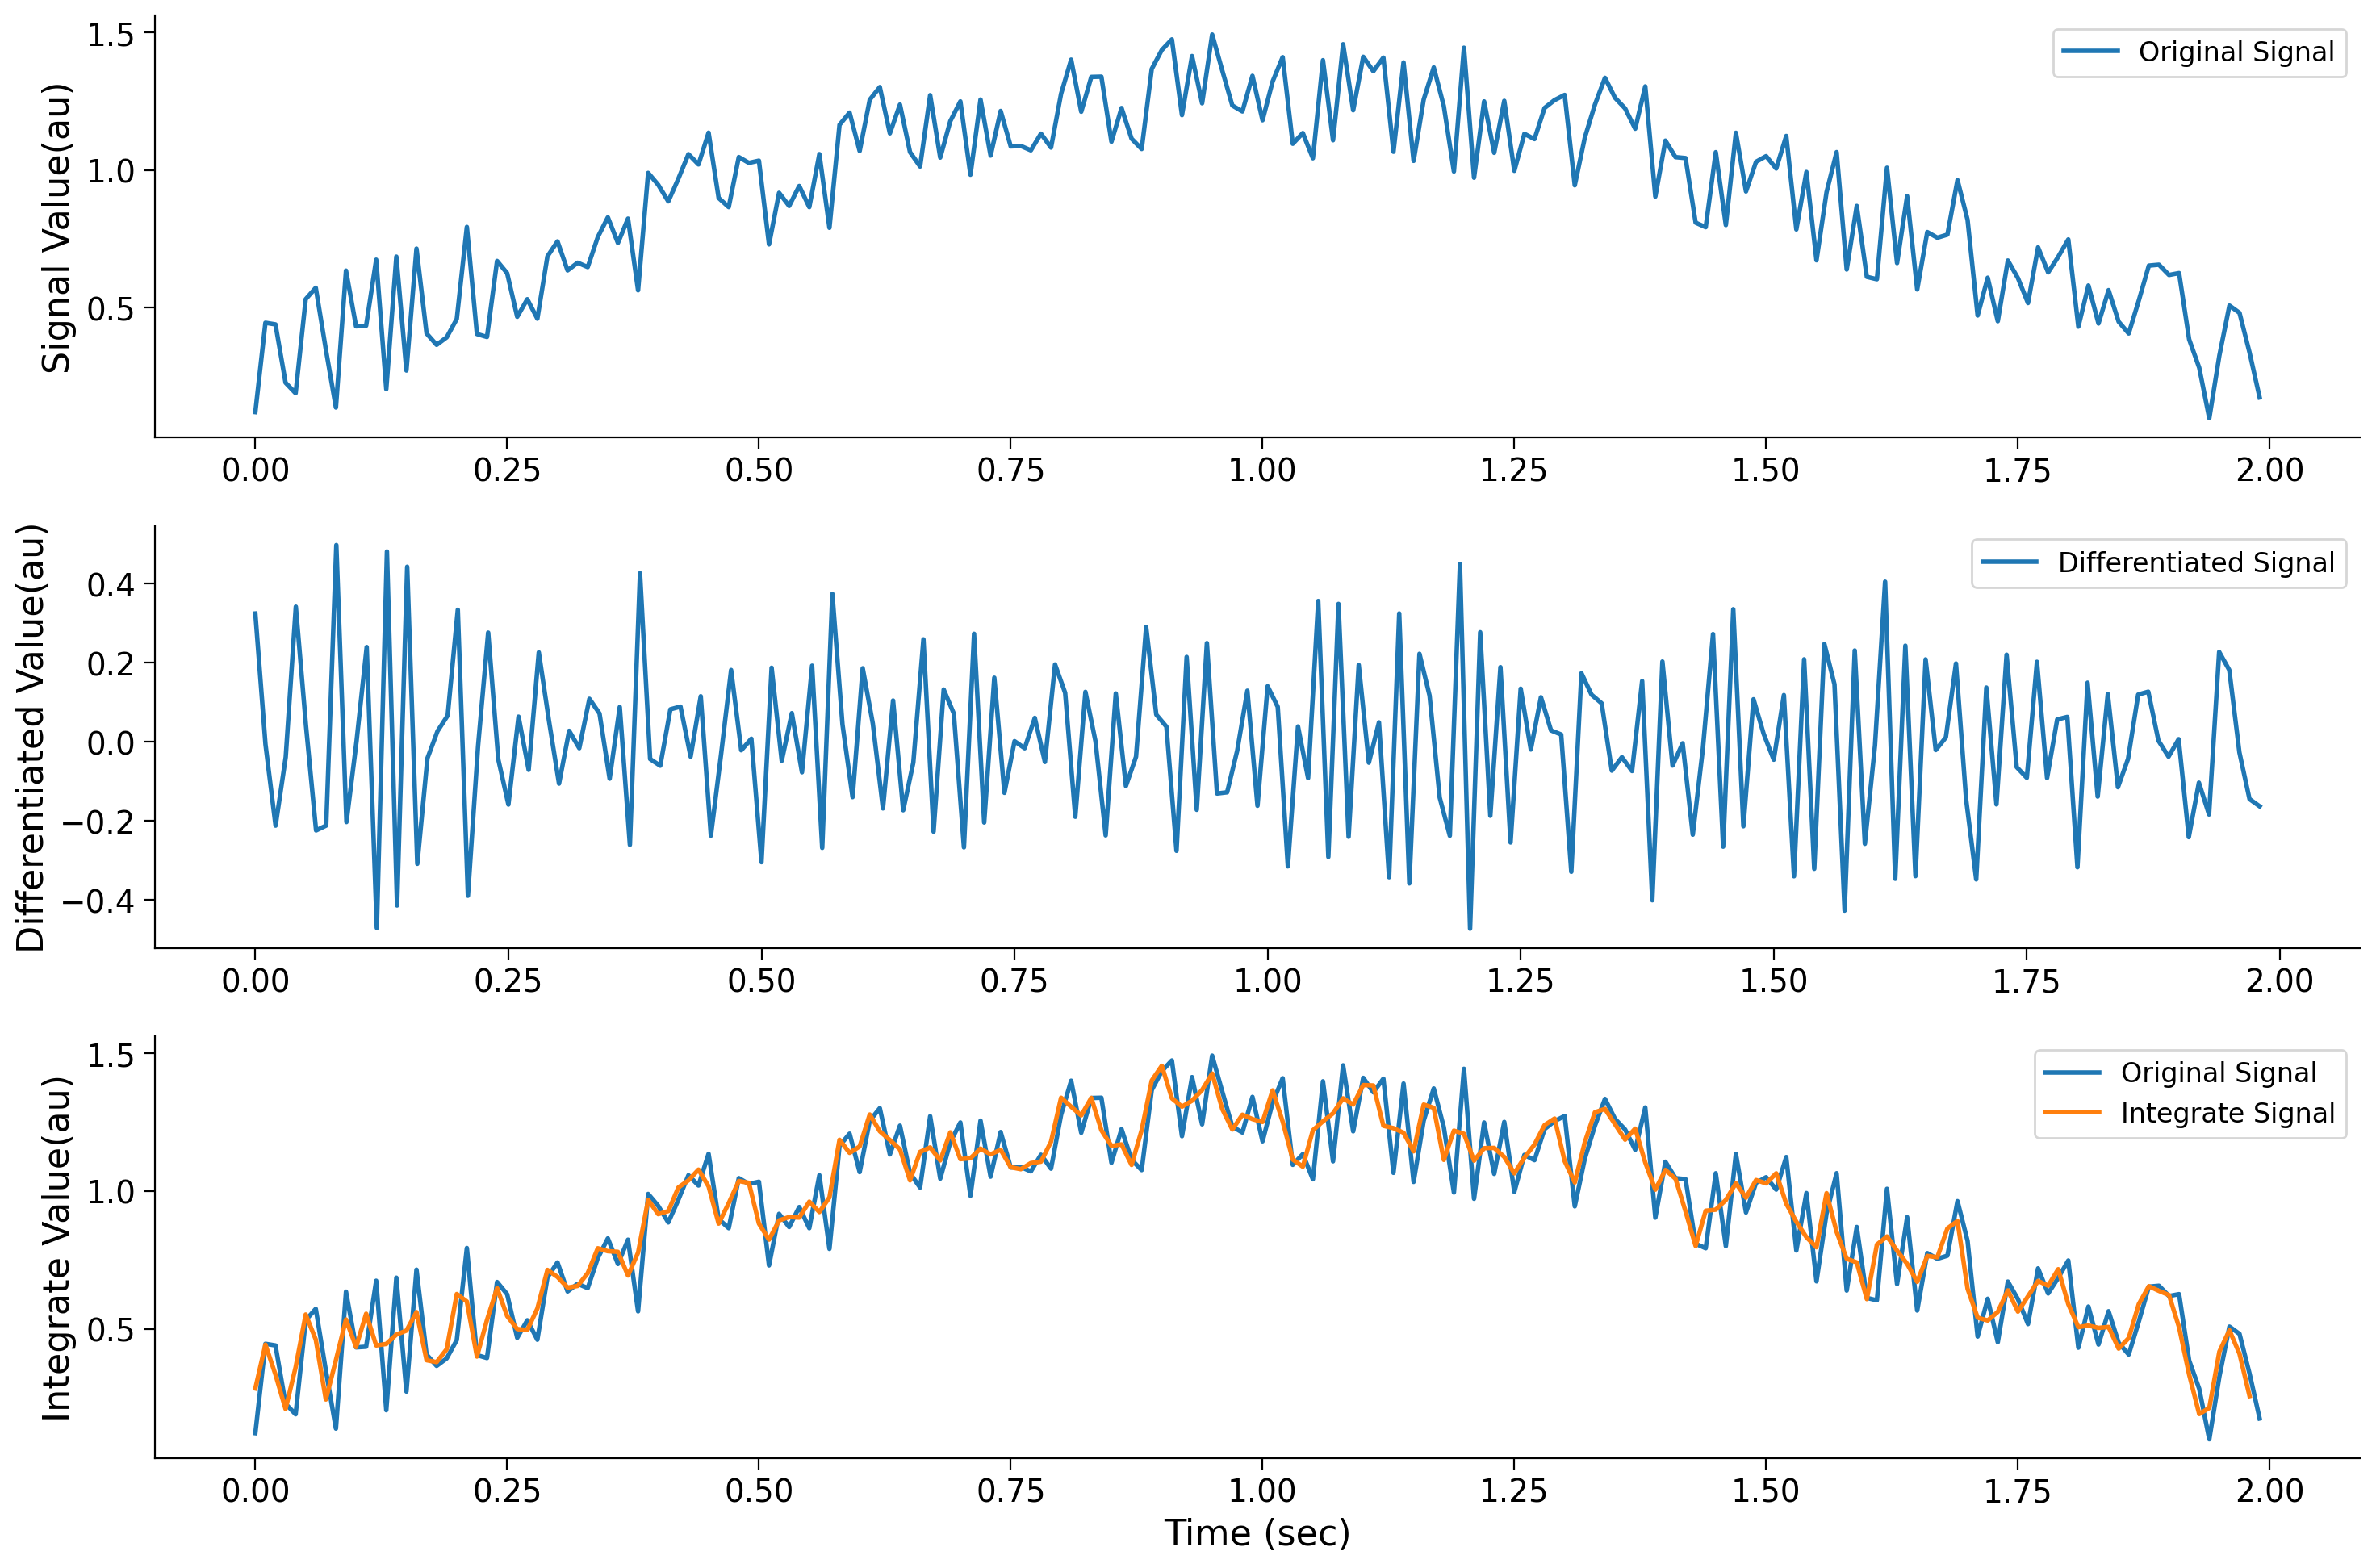 Signal Value(au)
1.5
1.0
0.5
Original Signal
0.00 0.25 0.50 0.75 1.00 1.25 1.50 1.75 2.00
Differentiated Value(au)
0.4
0.2
0.0
−0.2
−0.4
Differentiated Signal
0.00 0.25 0.50 0.75 1.00 1.25 1.50 1.75 2.00
Integrate Value(au)
1.5
1.0
0.5
Original Signal
Integrate Signal
0.00 0.25 0.50 0.75 1.00 1.25 1.50 1.75 2.00
Time (sec)